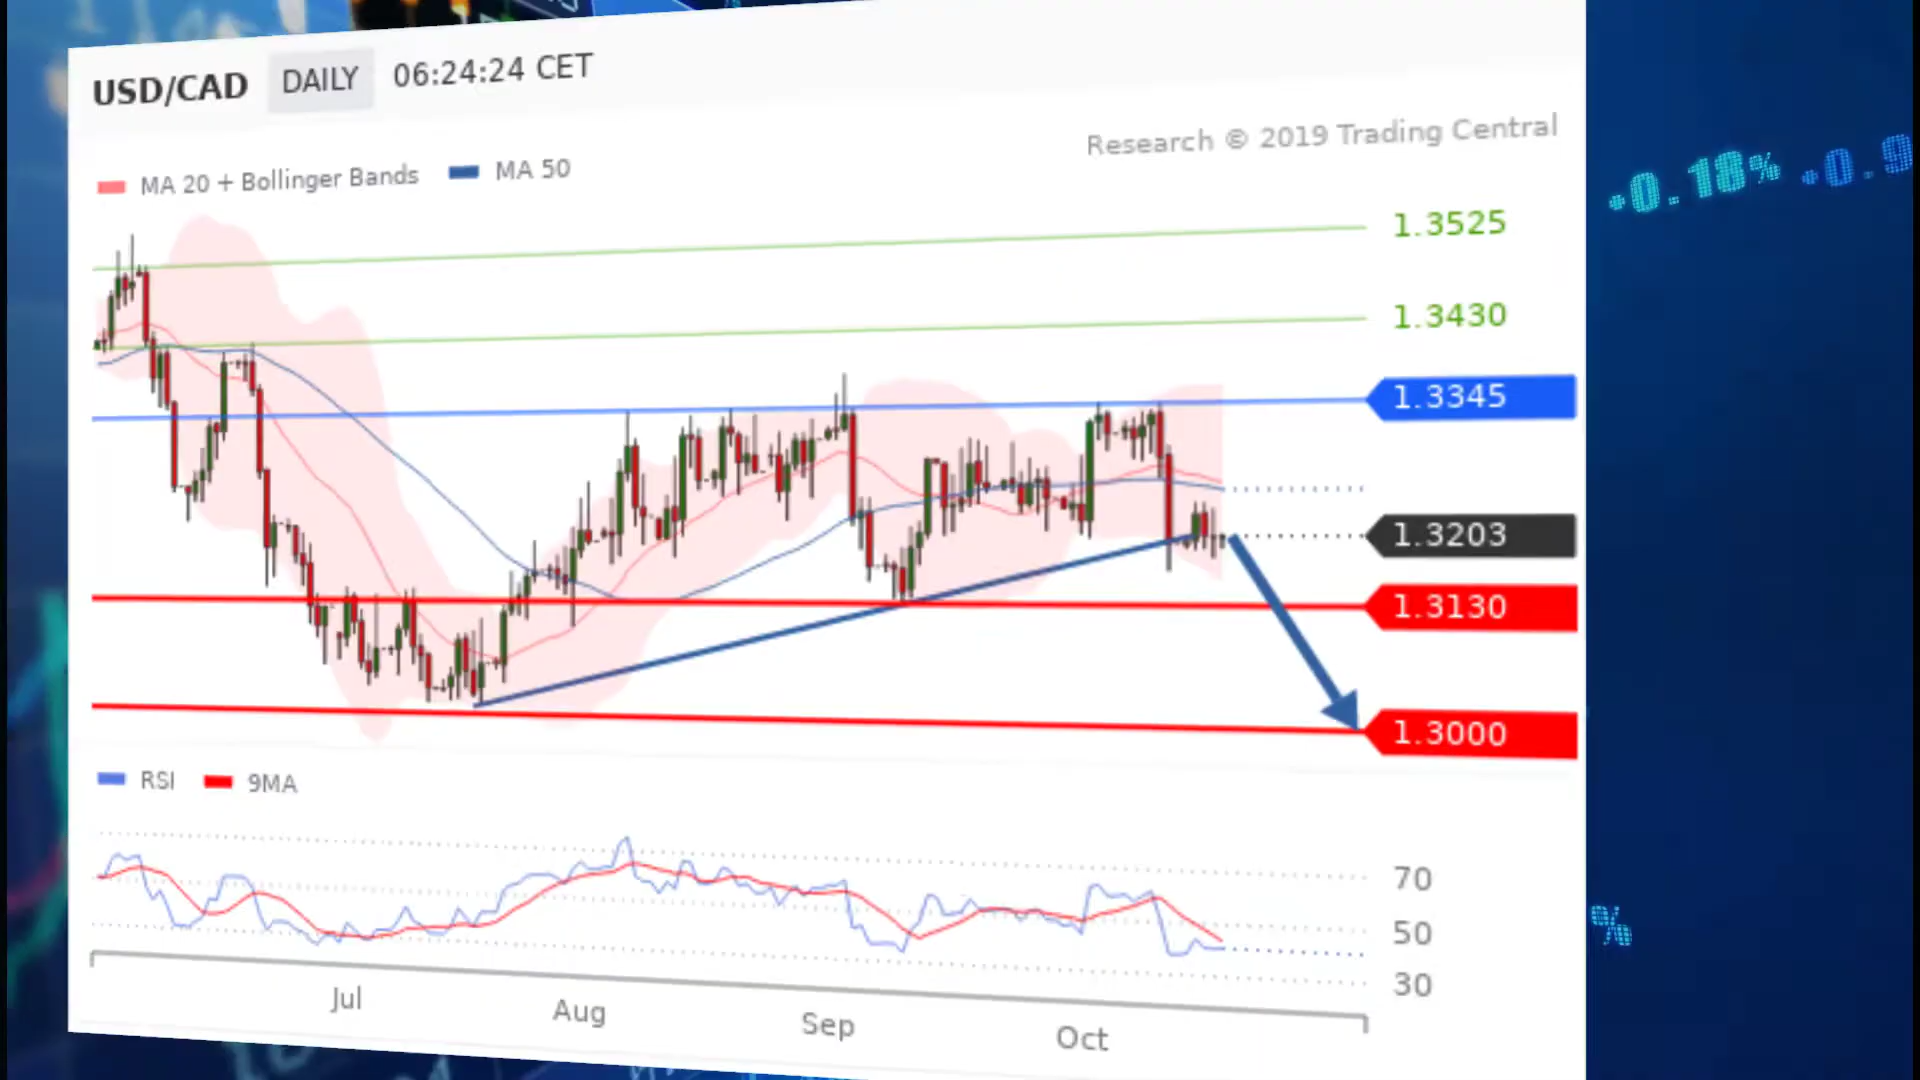 USD/CAD DAILY 06:24:24 CET
Research © 2019 Trading Central
MA 20 + Bollinger Bands MA 50
1.3525
1.3430
1.3345
1.3203
1.3130
1.3000
RSI 9MA
70
50
30
Jul Aug Sep Oct
+0.18%
%